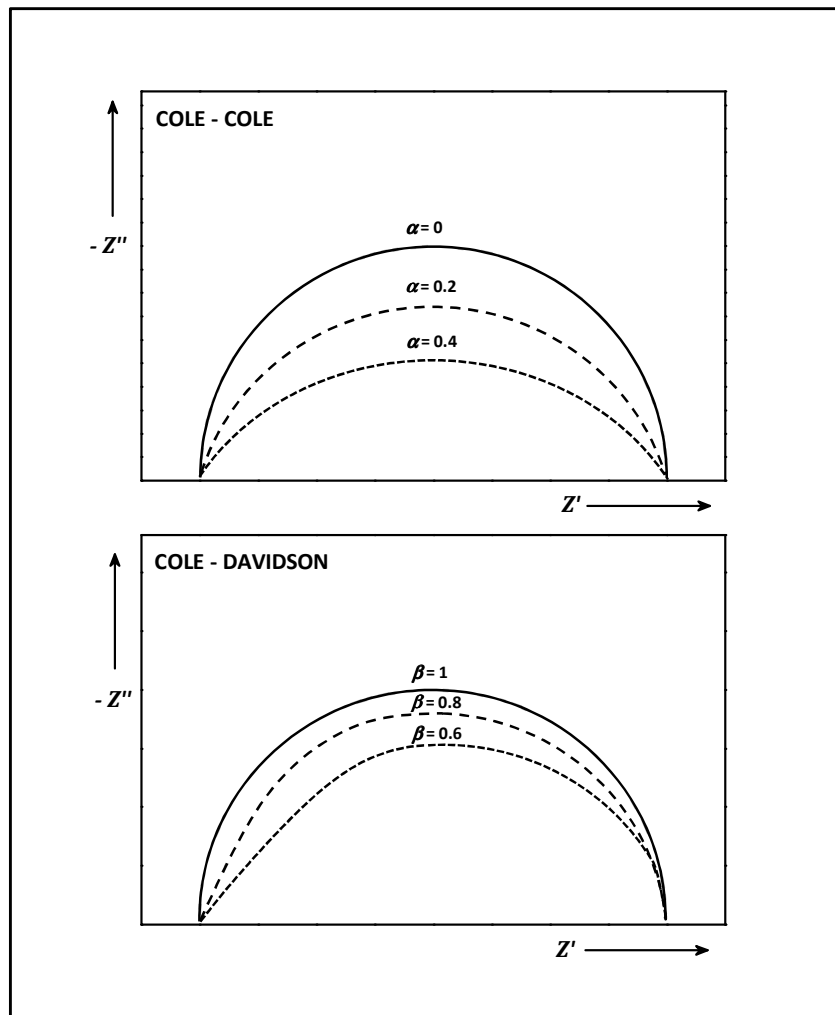 COLE - COLE
α = 0
- Z''
α = 0.2
α = 0.4
Z'
COLE - DAVIDSON
β = 1
- Z''
β = 0.8
β = 0.6
Z'